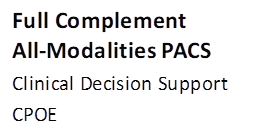 Full Complement
All-Modalities PACS
Clinical Decision Support
CPOE